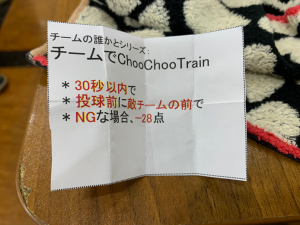 チームの誰かとシリーズ:
チームでChooChooTrain
* 30秒以内で
* 投球前に敵チームの前で
* NGな場合、-28点